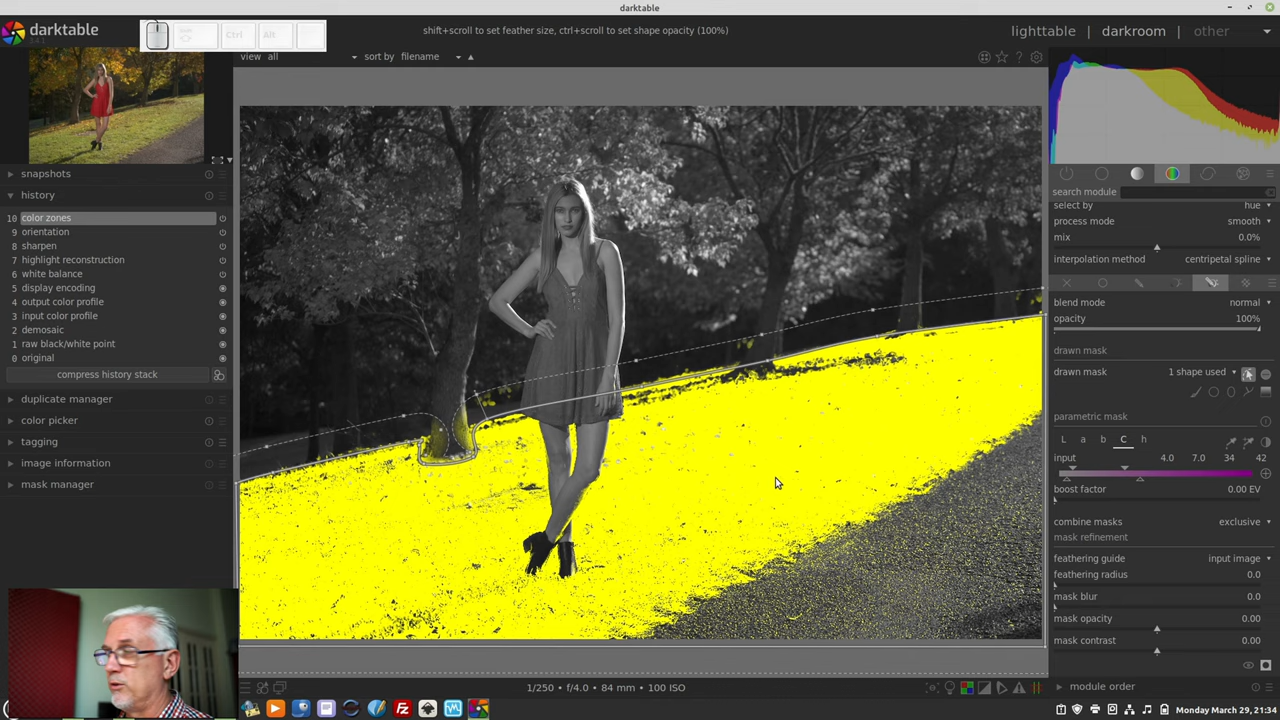 darktable
darktable
Ctrl
Alt
shift+scroll to set feather size, ctrl+scroll to set shape opacity (100%)
lighttable | darkroom | other
view all
sort by filename
snapshots
history
10 color zones
9 orientation
8 sharpen
7 highlight reconstruction
6 white balance
5 display encoding
4 output color profile
3 input color profile
2 demosaic
1 raw black/white point
0 original
compress history stack
duplicate manager
color picker
tagging
image information
mask manager
search module
select by hue
process mode smooth
mix 0.0%
interpolation method centripetal spline
blend mode normal
opacity 100%
drawn mask
drawn mask 1 shape used
parametric mask
L a b C h
input 4.0 7.0 34 42
boost factor 0.00 EV
combine masks exclusive
mask refinement
feathering guide input image
feathering radius 0.0
mask blur 0.0
mask opacity 0.00
mask contrast 0.00
module order
1/250 • f/4.0 • 84 mm • 100 ISO
Monday March 29, 21:34